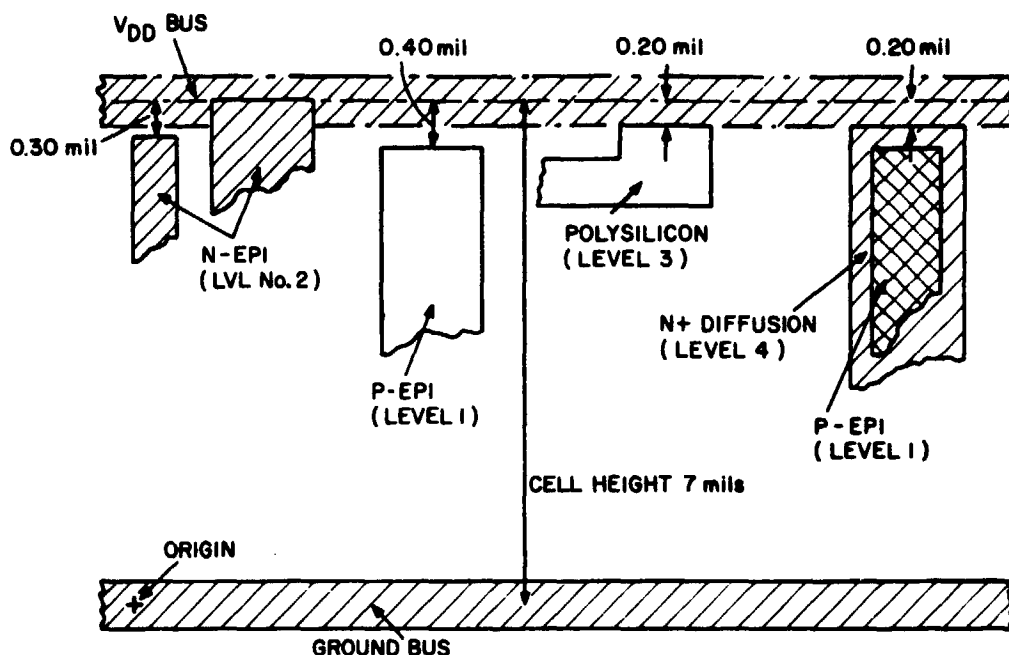 V_DD BUS
0.40 mil
0.20 mil
0.20 mil
0.30 mil
N-EPI
(LVL No.2)
POLYSILICON
(LEVEL 3)
N+ DIFFUSION
(LEVEL 4)
P-EPI
(LEVEL 1)
P-EPI
(LEVEL 1)
CELL HEIGHT 7 mils
ORIGIN
GROUND BUS